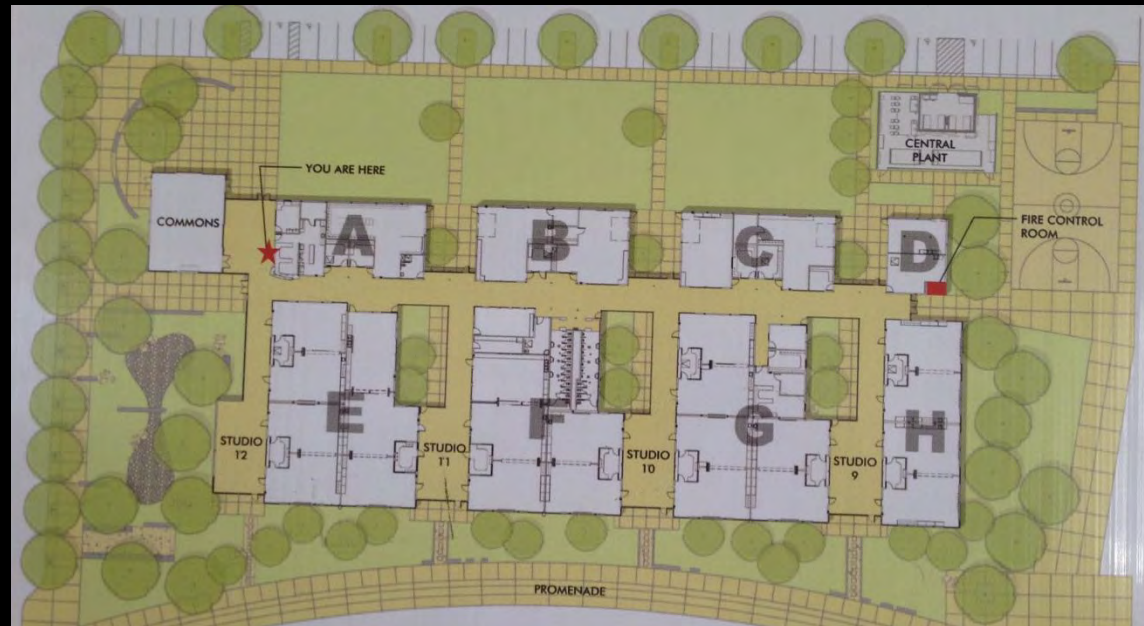 CENTRAL
PLANT
YOU ARE HERE
COMMONS
FIRE CONTROL
ROOM
A
B
C
D
E
F
G
H
STUDIO
12
STUDIO
11
STUDIO
10
STUDIO
9
PROMENADE